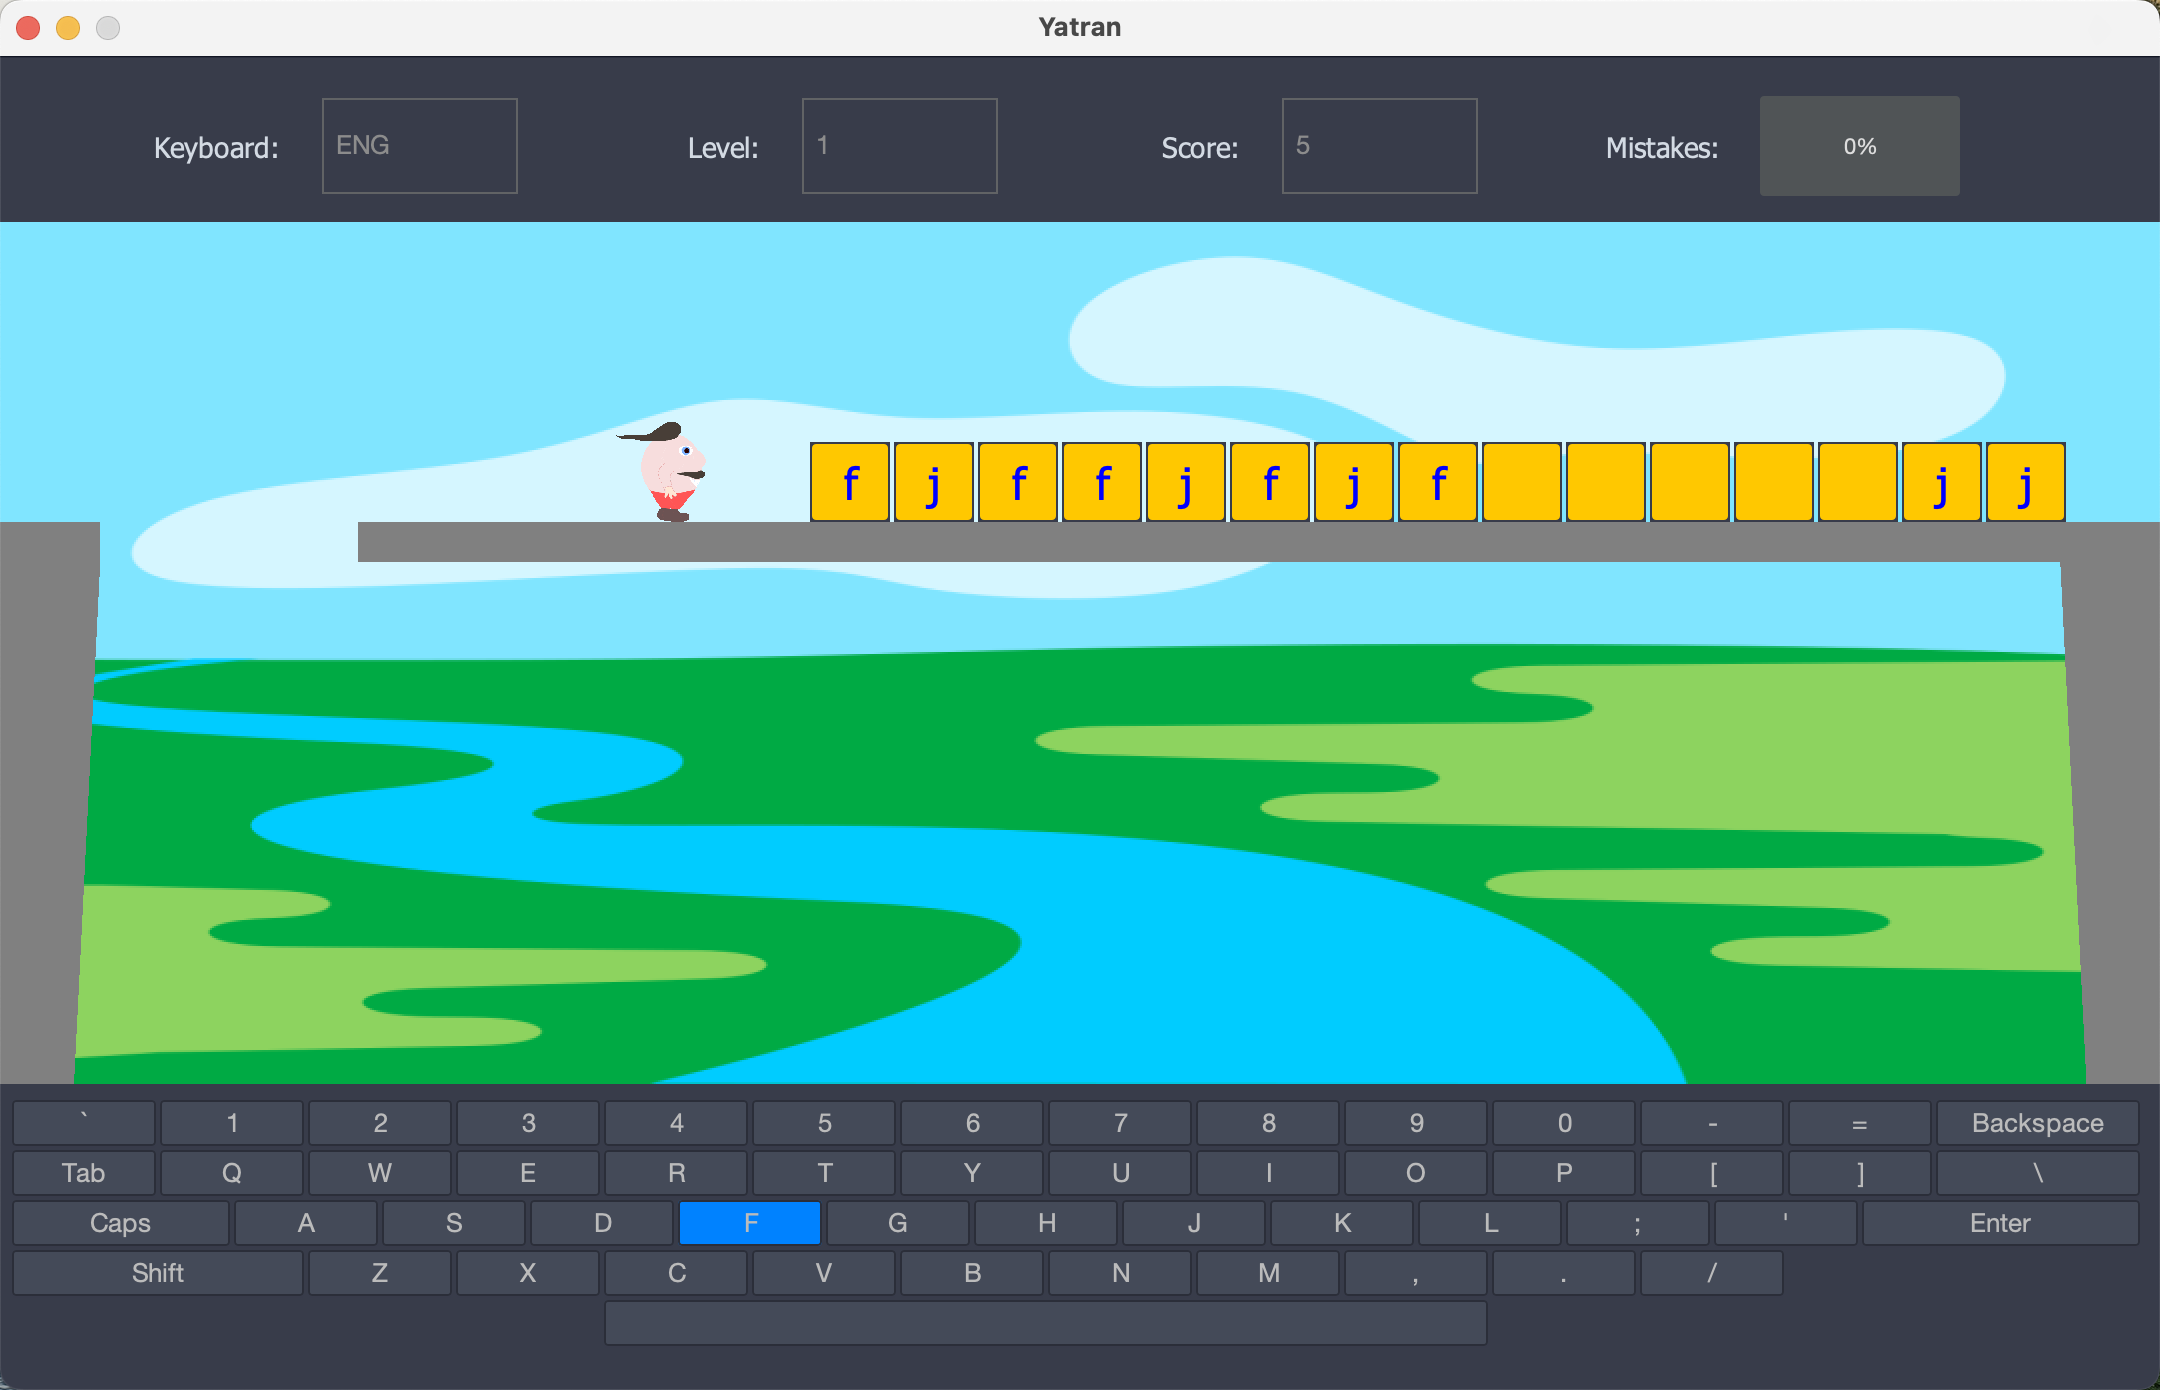 Yatran
Keyboard: ENG Level: 1 Score: 5 Mistakes: 0%
f j f f j f j f j j
` 1 2 3 4 5 6 7 8 9 0 - = Backspace
Tab Q W E R T Y U I O P [ ] \
Caps A S D F G H J K L ; ' Enter
Shift Z X C V B N M , . /